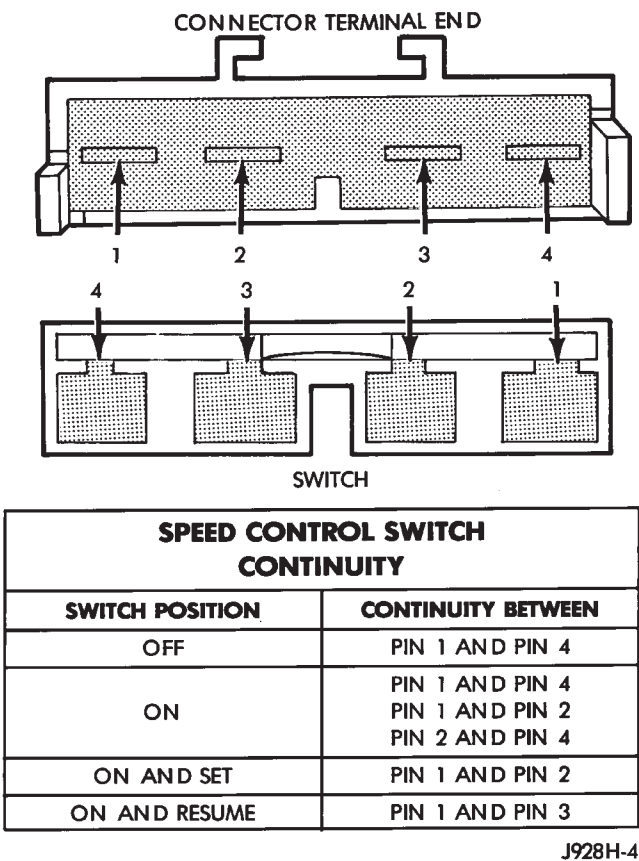 CONNECTOR TERMINAL END
1 2 3 4
4 3 2 1
SWITCH
SPEED CONTROL SWITCH
CONTINUITY
SWITCH POSITION CONTINUITY BETWEEN
OFF PIN 1 AND PIN 4
ON PIN 1 AND PIN 4
PIN 1 AND PIN 2
PIN 2 AND PIN 4
ON AND SET PIN 1 AND PIN 2
ON AND RESUME PIN 1 AND PIN 3
J928H-4